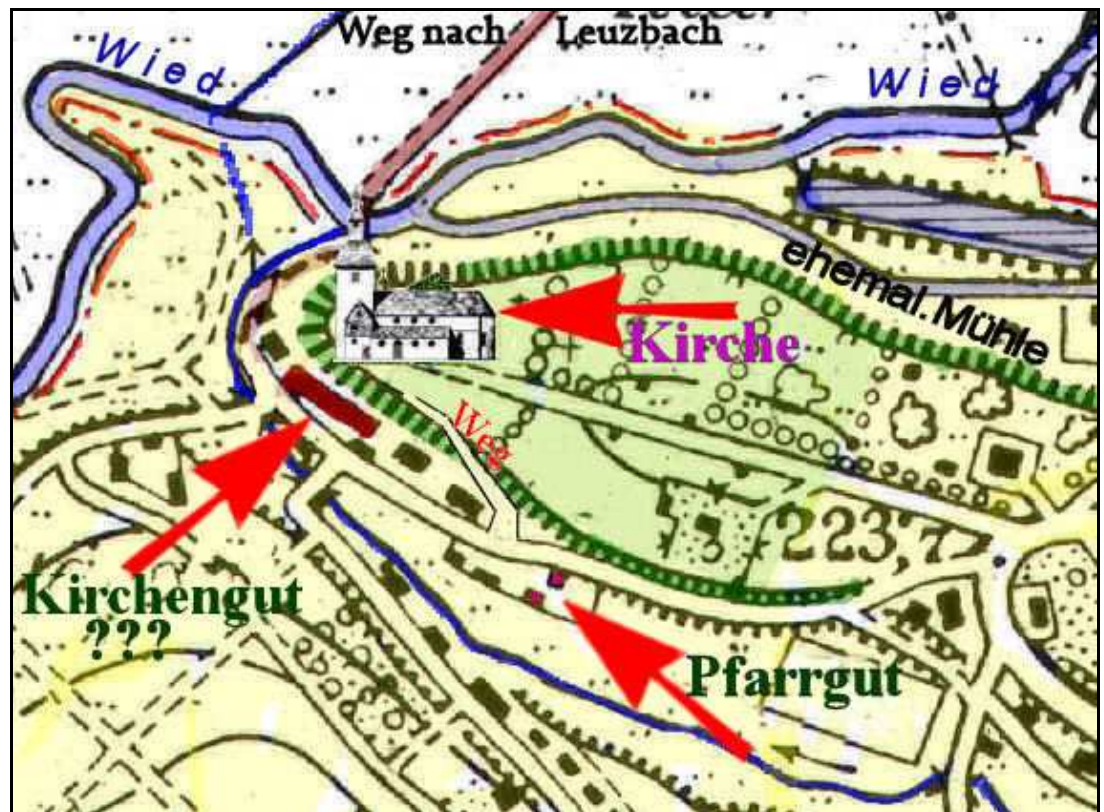 Weg nach Leuzbach
Wied
Wied
ehemal. Mühle
Kirche
Weg
223,7
Kirchengut
???
Pfarrgut